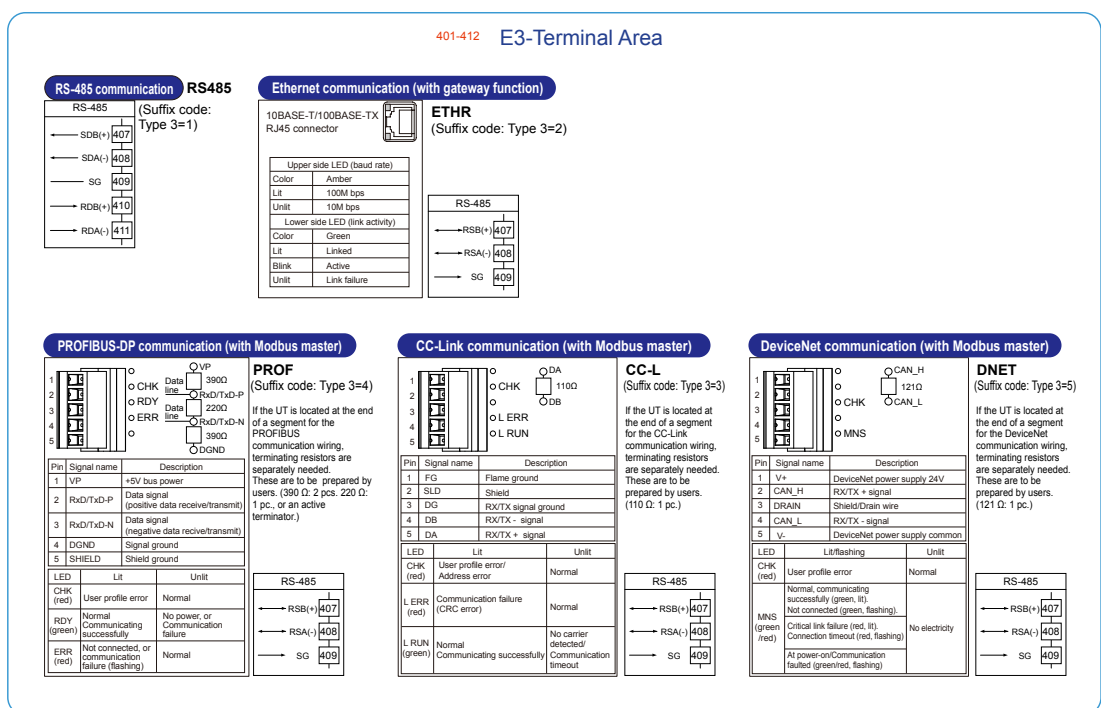 401-412 E3-Terminal Area
RS-485 communication RS485
(Suffix code:
Type 3=1)
RS-485
SDB(+) 407
SDA(-) 408
SG 409
RDB(+) 410
RDA(-) 411
Ethernet communication (with gateway function)
10BASE-T/100BASE-TX
RJ45 connector
ETHR
(Suffix code: Type 3=2)
Upper side LED (baud rate)
Color Amber
Lit 100M bps
Unlit 10M bps
Lower side LED (link activity)
Color Green
Lit Linked
Blink Active
Unlit Link failure
RS-485
RSB(+) 407
RSA(-) 408
SG 409
PROFIBUS-DP communication (with Modbus master)
1
2
3
4
5
CHK
RDY
ERR
VP
Data
line
390Ω
RxD/TxD-P
Data
line
220Ω
RxD/TxD-N
390Ω
DGND
PROF
(Suffix code: Type 3=4)
If the UT is located at the end
of a segment for the
PROFIBUS
communication wiring,
terminating resistors are
separately needed.
These are to be prepared by
users. (390 Ω: 2 pcs. 220 Ω:
1 pc., or an active
terminator.)
Pin Signal name Description
1 VP +5V bus power
2 RxD/TxD-P Data signal
(positive data receive/transmit)
3 RxD/TxD-N Data signal
(negative data recive/transmit)
4 DGND Signal ground
5 SHIELD Shield ground
LED Lit Unlit
CHK
(red) User profile error Normal
RDY
(green) Normal
Communicating
successfully No power, or
Communication
failure
ERR
(red) Not connected, or
communication
failure (flashing) Normal
RS-485
RSB(+) 407
RSA(-) 408
SG 409
CC-Link communication (with Modbus master)
1
2
3
4
5
CHK
L ERR
L RUN
DA
110Ω
DB
CC-L
(Suffix code: Type 3=3)
If the UT is located at
the end of a segment
for the CC-Link
communication wiring,
terminating resistors
are separately needed.
These are to be
prepared by users.
(110 Ω: 1 pc.)
Pin Signal name Description
1 FG Flame ground
2 SLD Shield
3 DG RX/TX signal ground
4 DB RX/TX - signal
5 DA RX/TX + signal
LED Lit Unlit
CHK
(red) User profile error/
Address error Normal
L ERR
(red) Communication failure
(CRC error) Normal
L RUN
(green) Normal
Communicating successfully No carrier
detected/
Communication
timeout
RS-485
RSB(+) 407
RSA(-) 408
SG 409
DeviceNet communication (with Modbus master)
1
2
3
4
5
CHK
MNS
CAN_H
121Ω
CAN_L
DNET
(Suffix code: Type 3=5)
If the UT is located at
the end of a segment
for the DeviceNet
communication wiring,
terminating resistors
are separately needed.
These are to be
prepared by users.
(121 Ω: 1 pc.)
Pin Signal name Description
1 V+ DeviceNet power supply 24V
2 CAN_H RX/TX + signal
3 DRAIN Shield/Drain wire
4 CAN_L RX/TX - signal
5 V- DeviceNet power supply common
LED Lit/flashing Unlit
CHK
(red) User profile error Normal
MNS
(green
/red) Normal, communicating
successfully (green, lit).
Not connected (green, flashing).
Critical link failure (red, lit).
Connection timeout (red, flashing)
At power-on/Communication
faulted (green/red, flashing)
No electricity
RS-485
RSB(+) 407
RSA(-) 408
SG 409